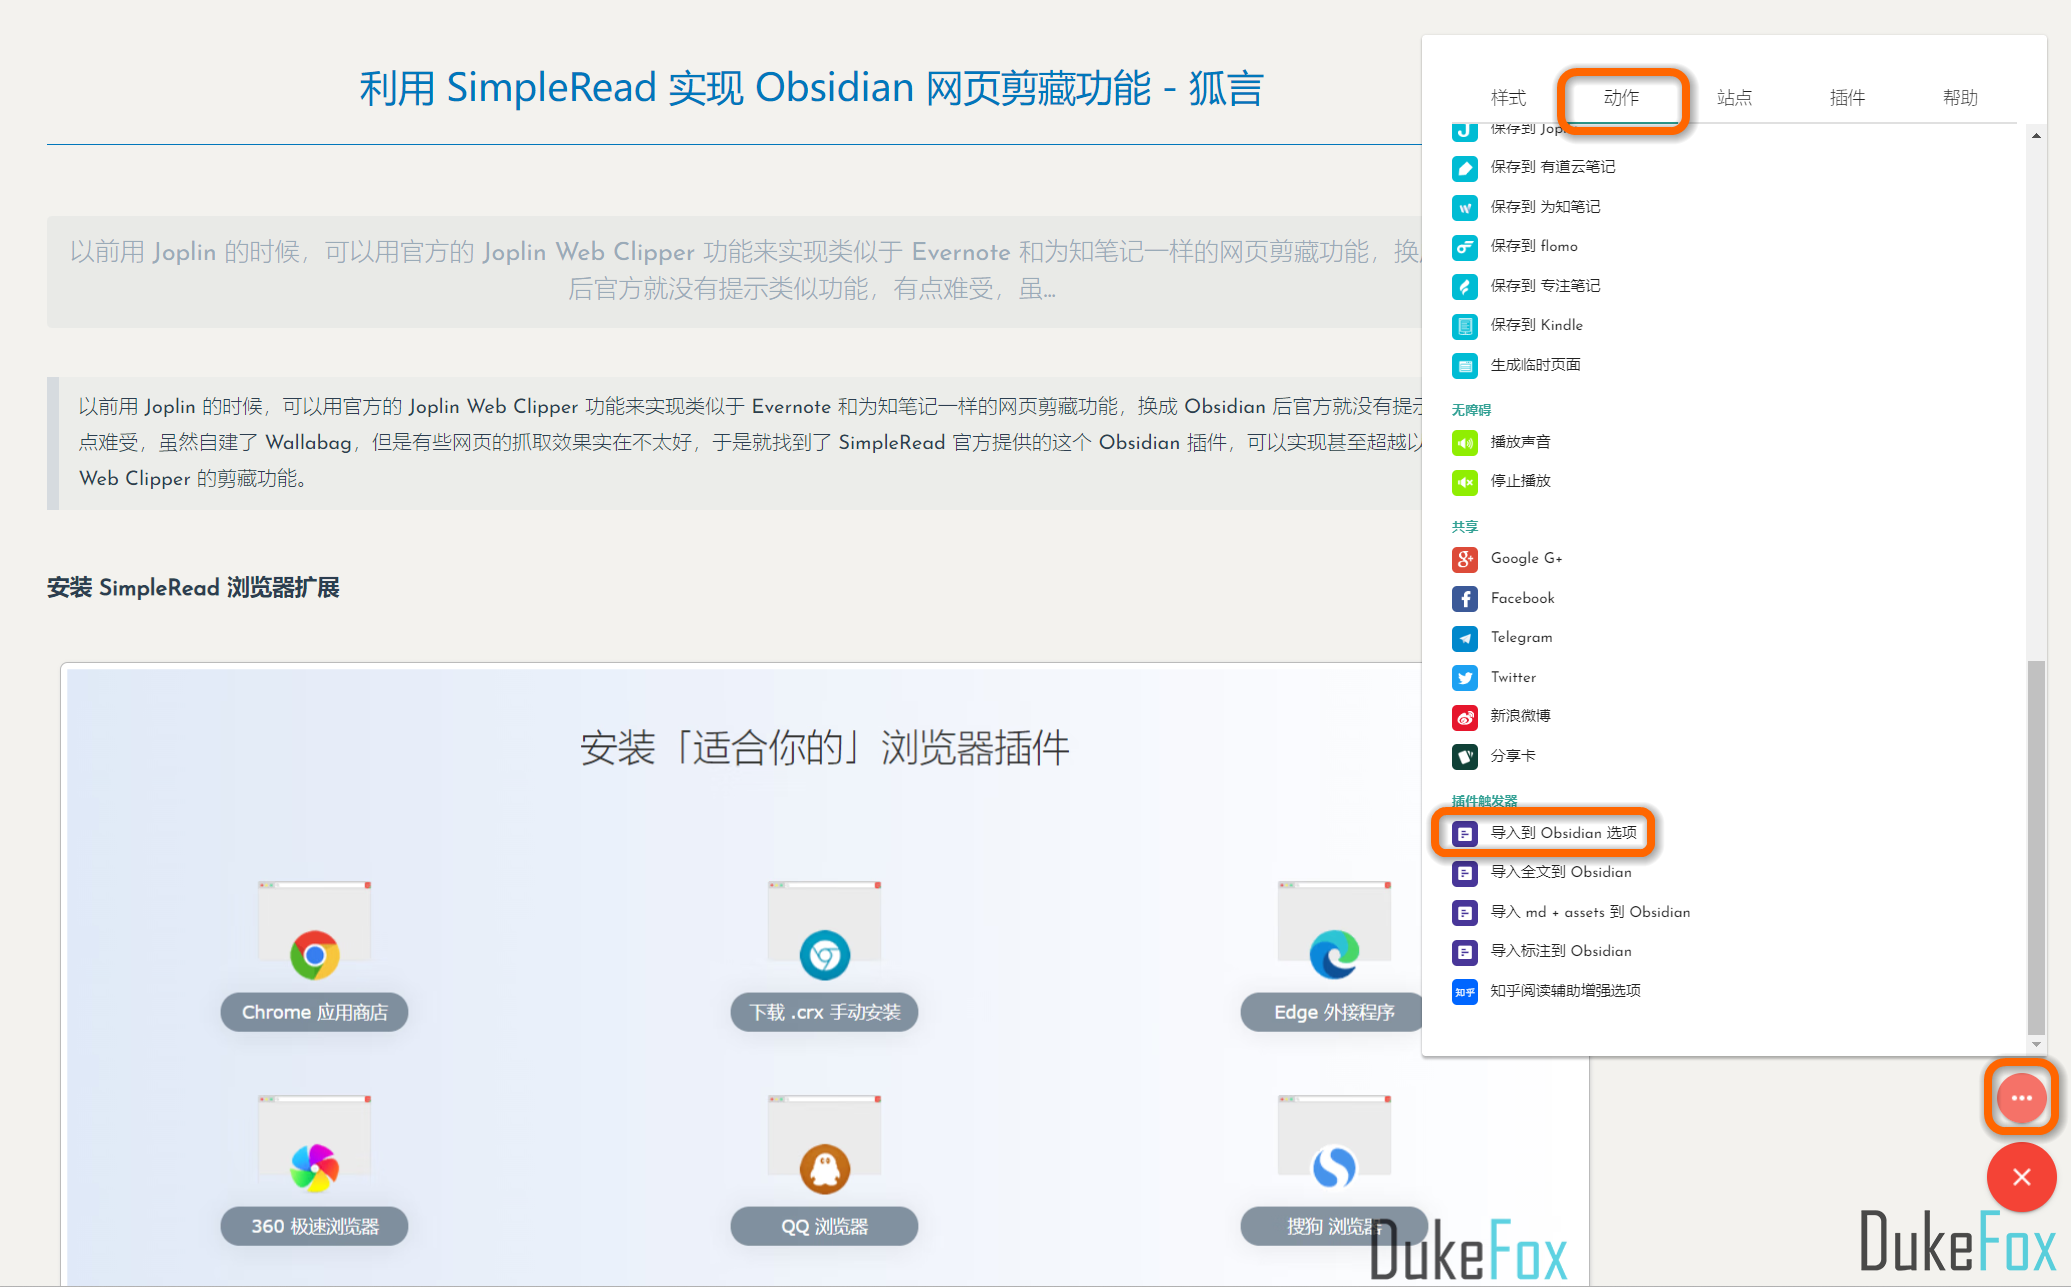 利用 SimpleRead 实现 Obsidian 网页剪藏功能 - 狐言
以前用 Joplin 的时候，可以用官方的 Joplin Web Clipper 功能来实现类似于 Evernote 和为知笔记一样的网页剪藏功能，换
后官方就没有提示类似功能，有点难受，虽...
以前用 Joplin 的时候，可以用官方的 Joplin Web Clipper 功能来实现类似于 Evernote 和为知笔记一样的网页剪藏功能，换成 Obsidian 后官方就没有提示
点难受，虽然自建了 Wallabag，但是有些网页的抓取效果实在不太好，于是就找到了 SimpleRead 官方提供的这个 Obsidian 插件，可以实现甚至超越以
Web Clipper 的剪藏功能。
安装 SimpleRead 浏览器扩展
安装「适合你的」浏览器插件
Chrome 应用商店
下载 .crx 手动安装
Edge 外接程序
360 极速浏览器
QQ 浏览器
搜狗 浏览器
样式
动作
站点
插件
帮助
保存到 Joplin
保存到 有道云笔记
保存到 为知笔记
保存到 flomo
保存到 专注笔记
保存到 Kindle
生成临时页面
无障碍
播放声音
停止播放
共享
Google G+
Facebook
Telegram
Twitter
新浪微博
分享卡
插件触发器
导入到 Obsidian 选项
导入全文到 Obsidian
导入 md + assets 到 Obsidian
导入标注到 Obsidian
知乎
知乎阅读辅助增强选项
DukeFox
DukeFox